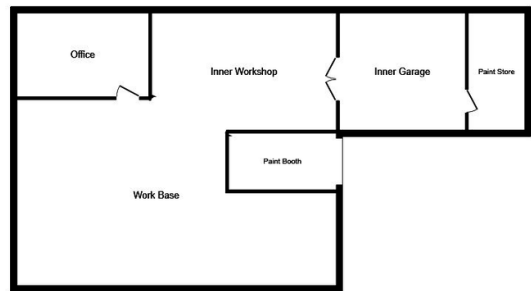 Office
Inner Workshop
Inner Garage
Paint Store
Paint Booth
Work Base